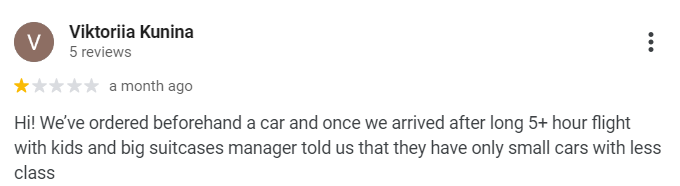 V
Viktoriia Kunina
5 reviews
a month ago
Hi! We've ordered beforehand a car and once we arrived after long 5+ hour flight
with kids and big suitcases manager told us that they have only small cars with less
class